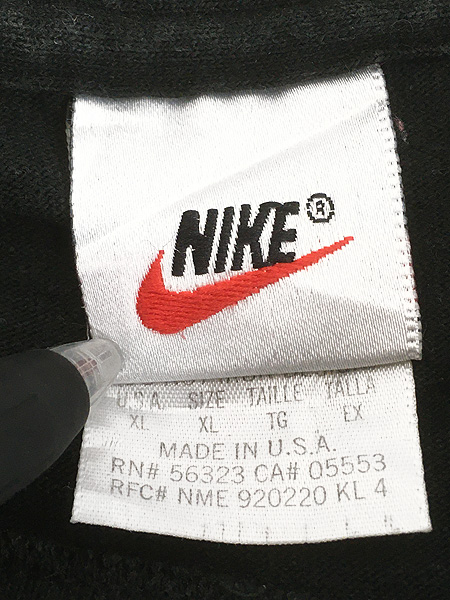 NIKE®
U.S.A. SIZE TAILLE TALLA
XL XL TG EX
MADE IN U.S.A.
RN# 56323 CA# 05553
RFC# NME 920220 KL 4